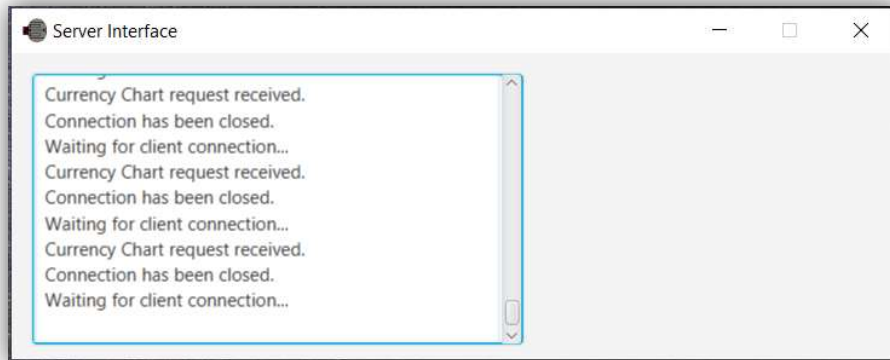 Server Interface
Currency Chart request received.
Connection has been closed.
Waiting for client connection...
Currency Chart request received.
Connection has been closed.
Waiting for client connection...
Currency Chart request received.
Connection has been closed.
Waiting for client connection...